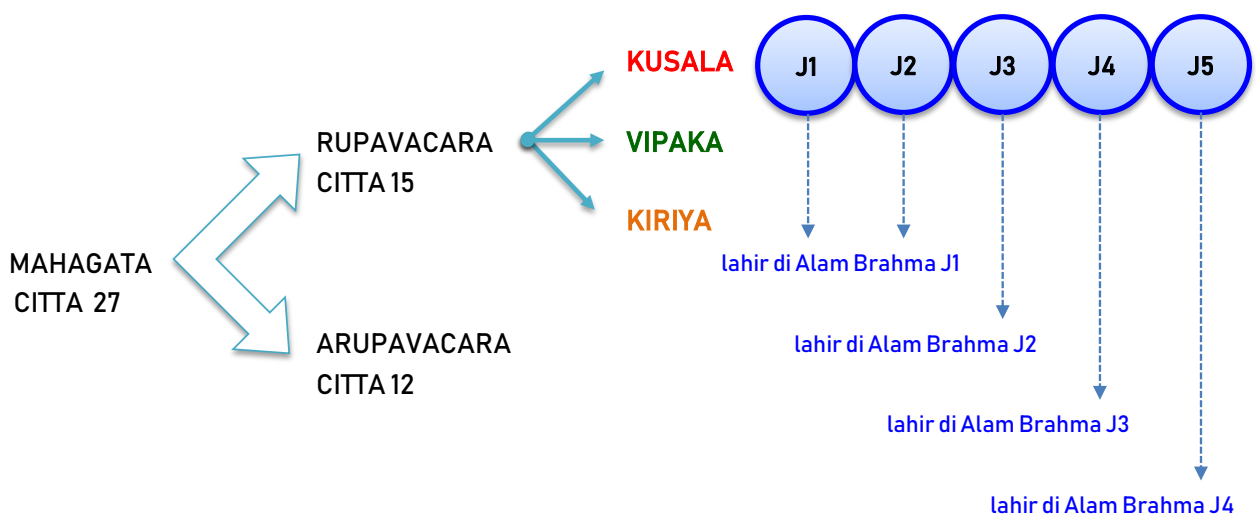 KUSALA
J1 J2 J3 J4 J5
RUPAVACARA
CITTA 15
VIPAKA
KIRIYA
MAHAGATA
CITTA 27
lahir di Alam Brahma J1
ARUPAVACARA
CITTA 12
lahir di Alam Brahma J2
lahir di Alam Brahma J3
lahir di Alam Brahma J4